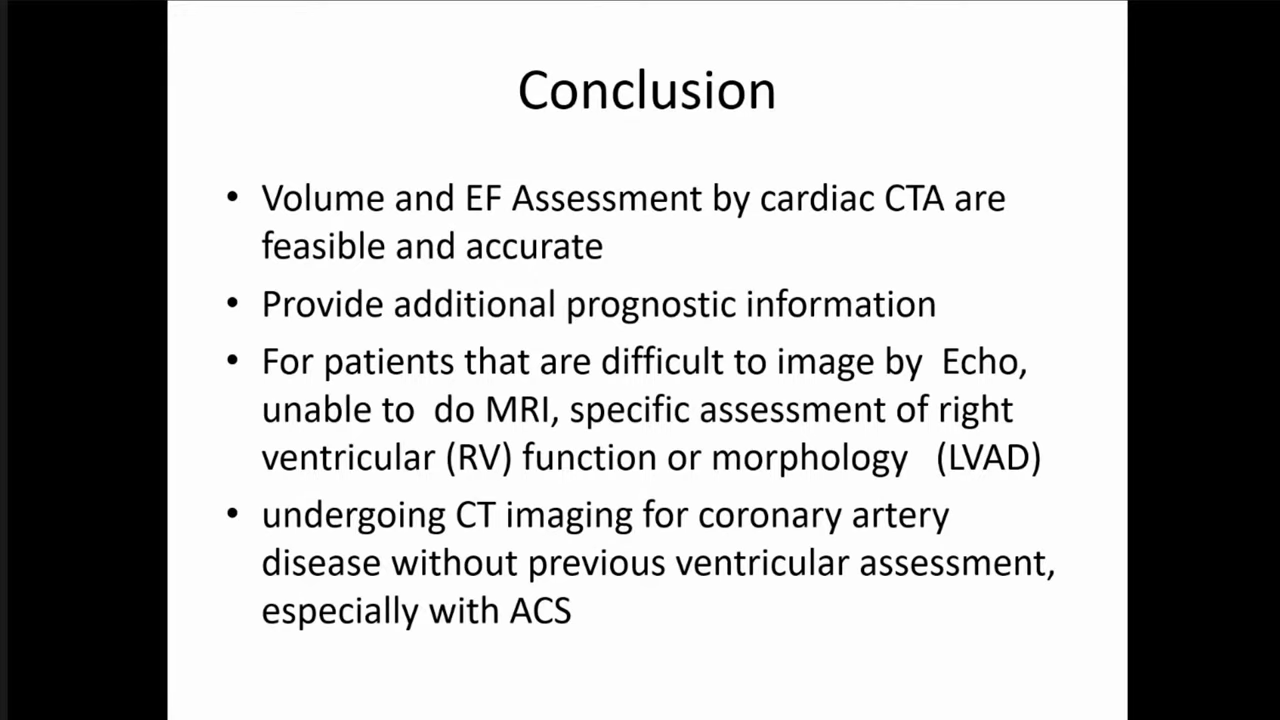 Conclusion
• Volume and EF Assessment by cardiac CTA are
feasible and accurate
• Provide additional prognostic information
• For patients that are difficult to image by  Echo,
unable to  do MRI, specific assessment of right
ventricular (RV) function or morphology   (LVAD)
• undergoing CT imaging for coronary artery
disease without previous ventricular assessment,
especially with ACS